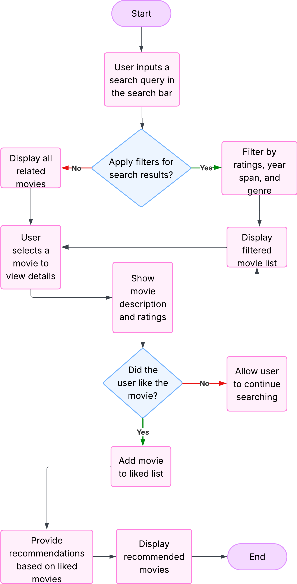 Start
User inputs a
search query in
the search bar
Apply filters for
search results?
No
Yes
Display all
related
movies
Filter by
ratings, year
span, and
genre
User
selects a
movie to
view details
Display
filtered
movie list
Show
movie
description
and ratings
Did the
user like the
movie?
No
Allow user
to continue
searching
Yes
Add movie
to liked list
Provide
recommendations
based on liked
movies
Display
recommended
movies
End